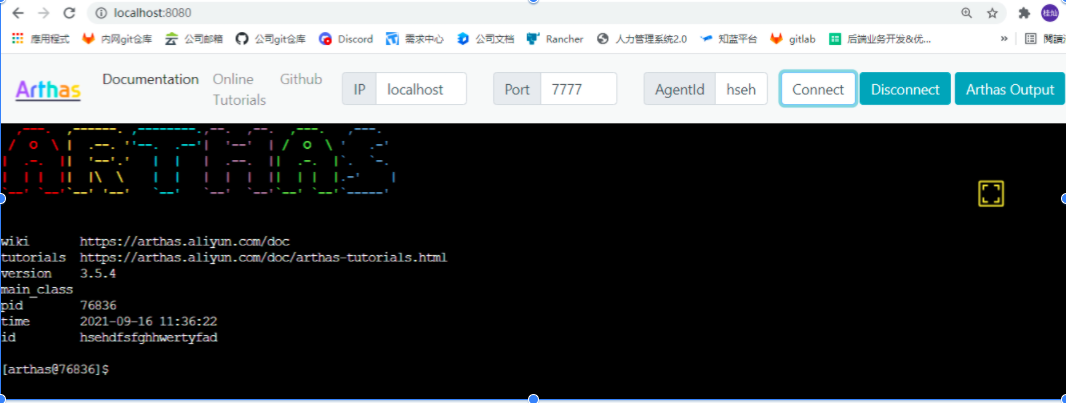 localhost:8080
桂灿
應用程式 内网git仓库 公司邮箱 公司git仓库 Discord 需求中心 公司文档 Rancher 人力管理系统2.0 知蓝平台 gitlab 后端业务开发&优... » 閱讀
Arthas Documentation Online Tutorials Github IP localhost Port 7777 AgentId hseh Connect Disconnect Arthas Output
ARTHAS
wiki https://arthas.aliyun.com/doc
tutorials https://arthas.aliyun.com/doc/arthas-tutorials.html
version 3.5.4
main_class
pid 76836
time 2021-09-16 11:36:22
id hsehdfsfghhwertyfad
[arthas@76836]$